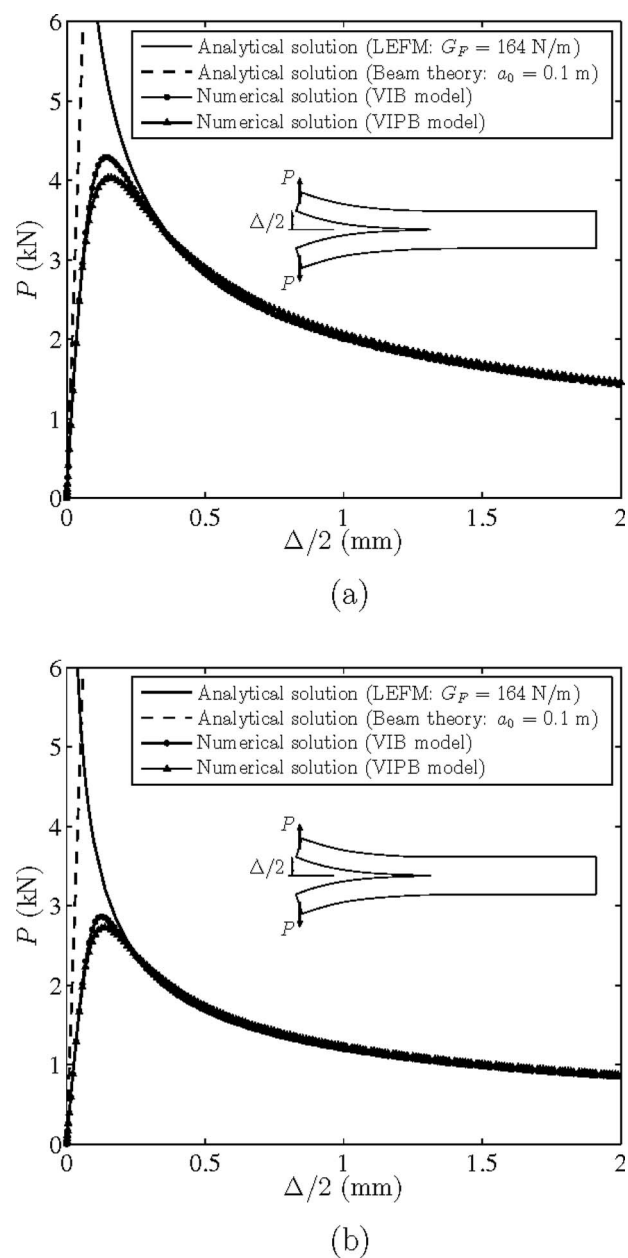 6
5
4
3
2
1
0
P (kN)
Analytical solution (LEFM: G_F = 164 N/m)
Analytical solution (Beam theory: a_0 = 0.1 m)
Numerical solution (VIB model)
Numerical solution (VIPB model)
P
Δ/2
P
0 0.5 1 1.5 2
Δ/2 (mm)
(a)
6
5
4
3
2
1
0
P (kN)
Analytical solution (LEFM: G_F = 164 N/m)
Analytical solution (Beam theory: a_0 = 0.1 m)
Numerical solution (VIB model)
Numerical solution (VIPB model)
P
Δ/2
P
0 0.5 1 1.5 2
Δ/2 (mm)
(b)